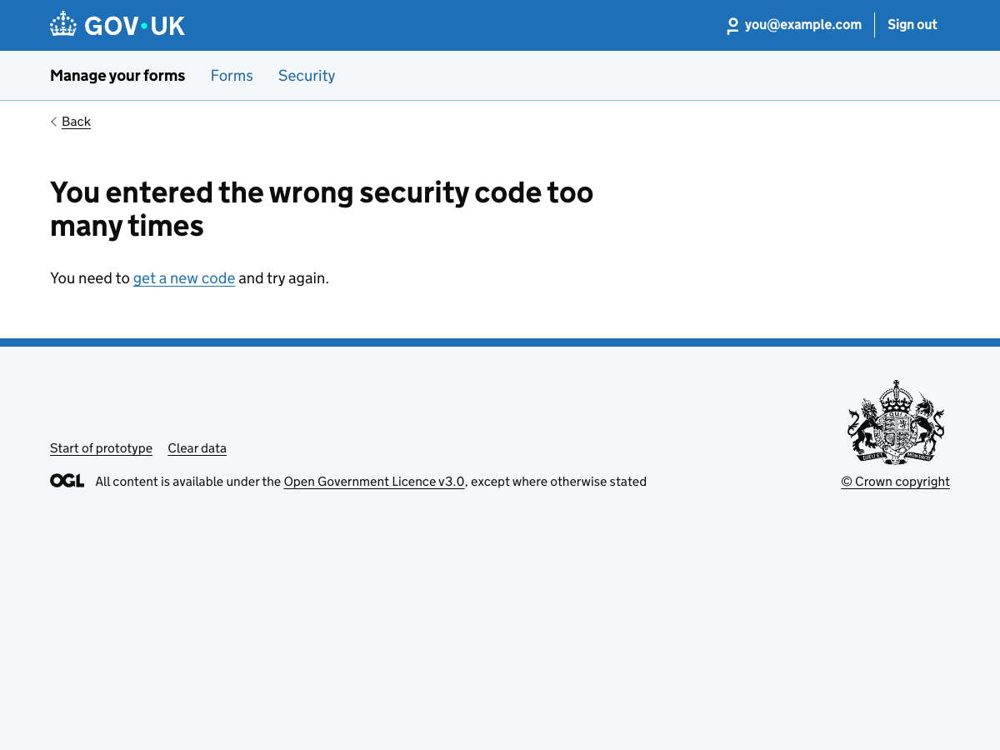 GOV·UK
you@example.com
Sign out
Manage your forms
Forms
Security
Back
You entered the wrong security code too
many times
You need to get a new code and try again.
Start of prototype
Clear data
OGL All content is available under the Open Government Licence v3.0, except where otherwise stated
© Crown copyright